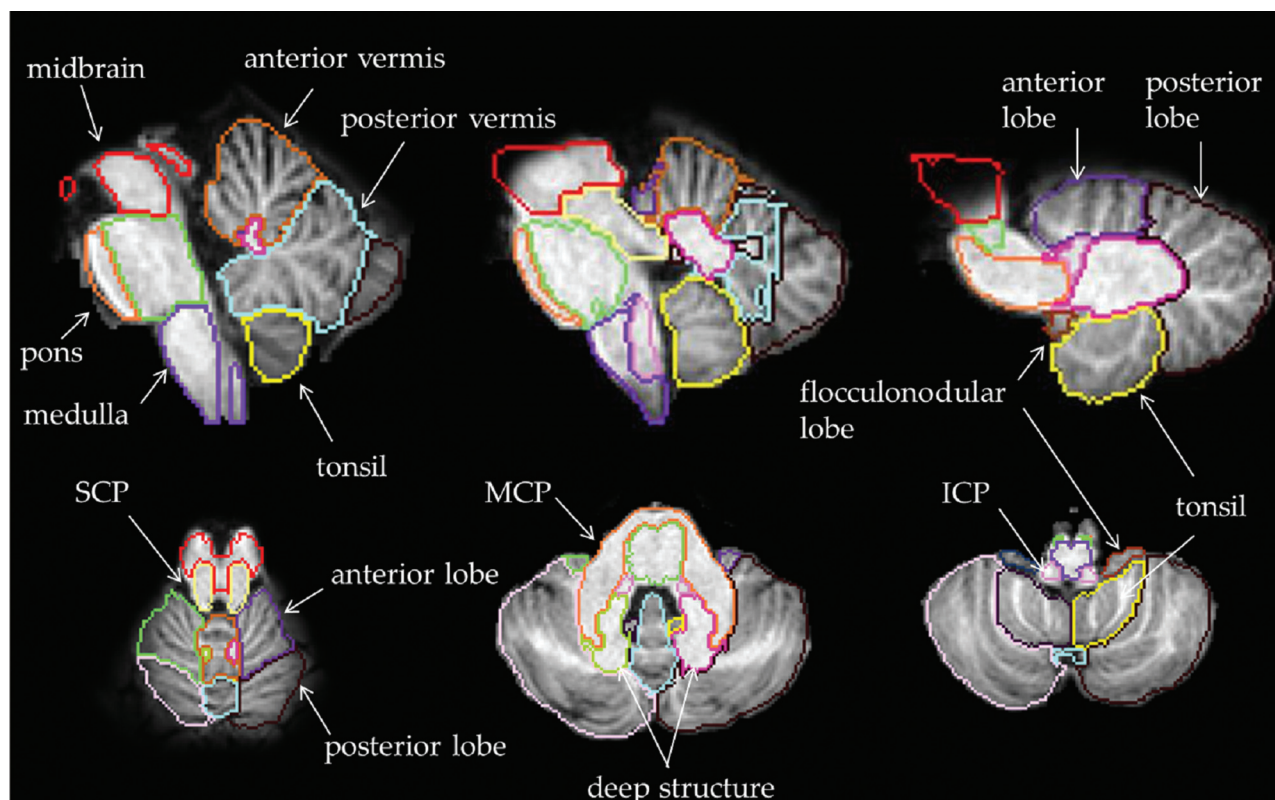 midbrain
anterior vermis
posterior vermis
anterior
lobe
posterior
lobe
pons
medulla
tonsil
flocculonodular
lobe
SCP
MCP
ICP
tonsil
anterior lobe
posterior lobe
deep structure